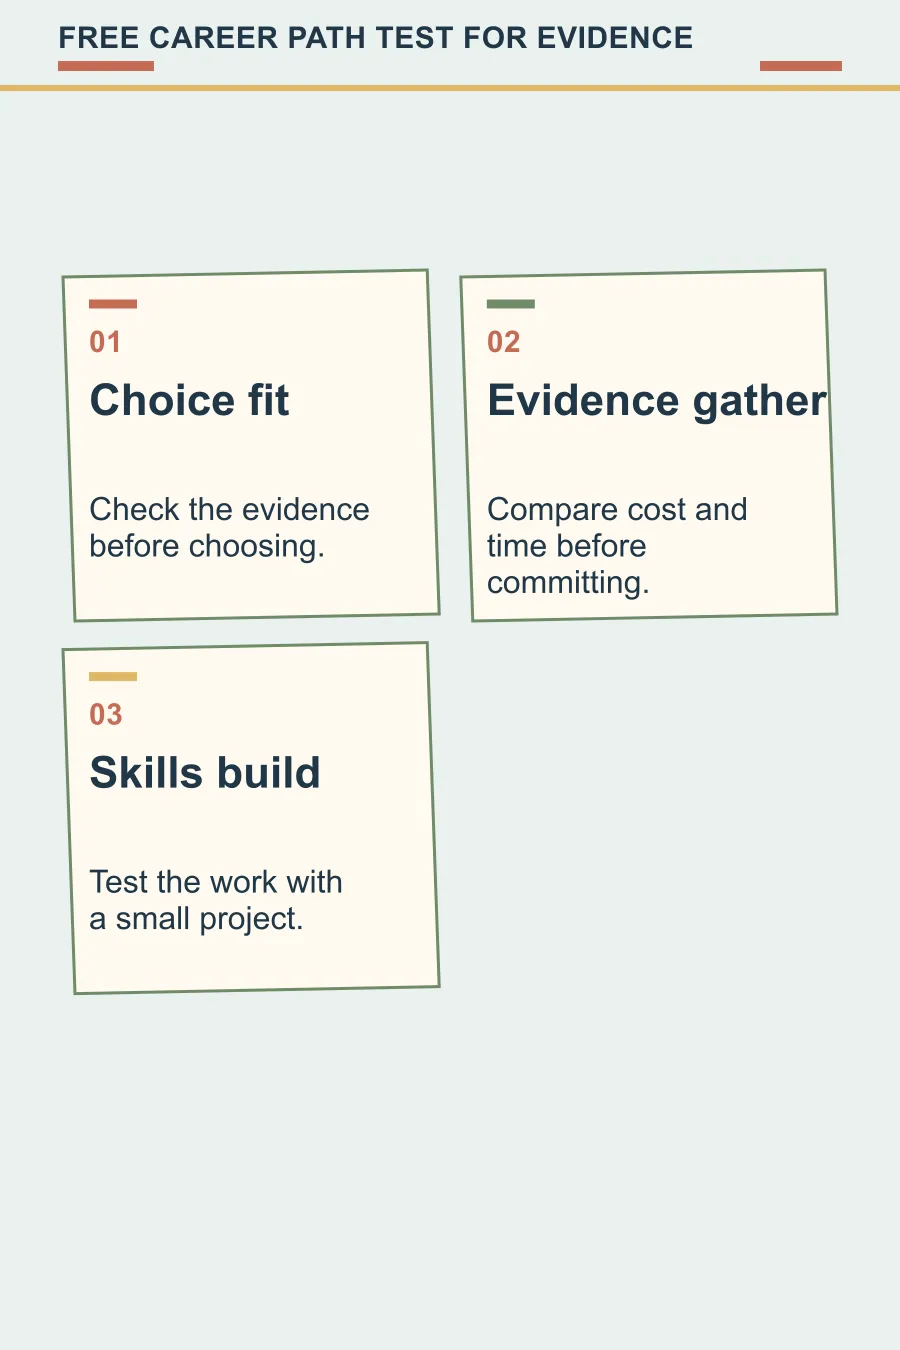 FREE CAREER PATH TEST FOR EVIDENCE
01
Choice fit
Check the evidence
before choosing.
02
Evidence gather
Compare cost and
time before
committing.
03
Skills build
Test the work with
a small project.